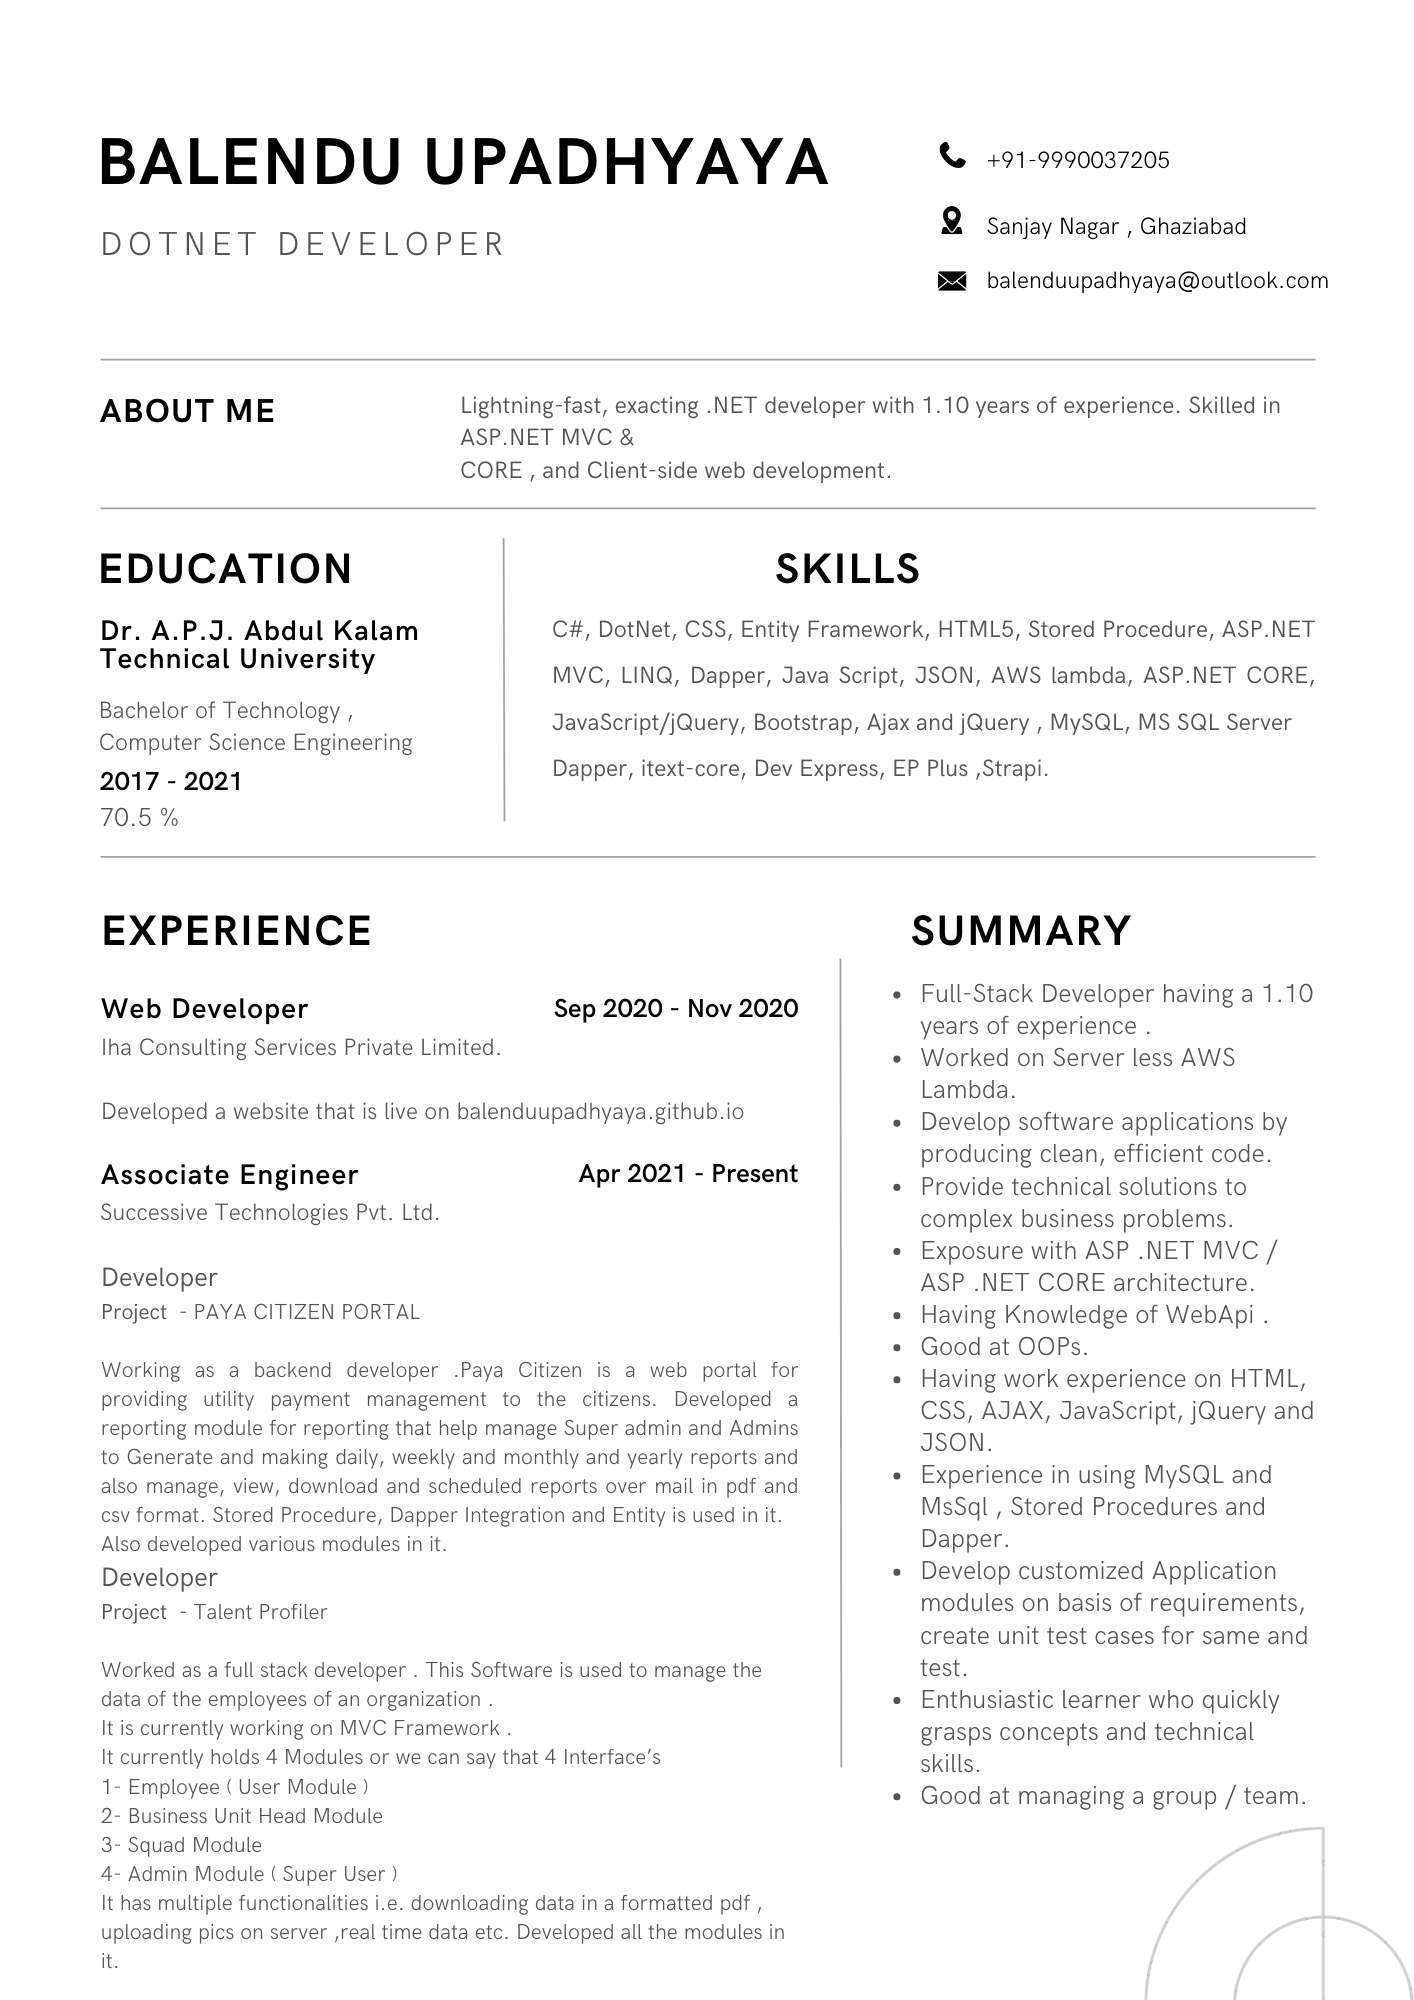 BALENDU UPADHYAYA
DOTNET DEVELOPER
+91-9990037205
Sanjay Nagar , Ghaziabad
balenduupadhyaya@outlook.com
ABOUT ME
Lightning-fast, exacting .NET developer with 1.10 years of experience. Skilled in
ASP.NET MVC &
CORE , and Client-side web development.
EDUCATION
Dr. A.P.J. Abdul Kalam
Technical University
Bachelor of Technology ,
Computer Science Engineering
2017 - 2021
70.5 %
SKILLS
C#, DotNet, CSS, Entity Framework, HTML5, Stored Procedure, ASP.NET
MVC, LINQ, Dapper, Java Script, JSON, AWS lambda, ASP.NET CORE,
JavaScript/jQuery, Bootstrap, Ajax and jQuery , MySQL, MS SQL Server
Dapper, itext-core, Dev Express, EP Plus ,Strapi.
EXPERIENCE
Web Developer Sep 2020 - Nov 2020
Iha Consulting Services Private Limited.
Developed a website that is live on balenduupadhyaya.github.io
Associate Engineer Apr 2021 - Present
Successive Technologies Pvt. Ltd.
Developer
Project - PAYA CITIZEN PORTAL
Working as a backend developer .Paya Citizen is a web portal for
providing utility payment management to the citizens. Developed a
reporting module for reporting that help manage Super admin and Admins
to Generate and making daily, weekly and monthly and yearly reports and
also manage, view, download and scheduled reports over mail in pdf and
csv format. Stored Procedure, Dapper Integration and Entity is used in it.
Also developed various modules in it.
Developer
Project - Talent Profiler
Worked as a full stack developer . This Software is used to manage the
data of the employees of an organization .
It is currently working on MVC Framework .
It currently holds 4 Modules or we can say that 4 Interface’s
1- Employee ( User Module )
2- Business Unit Head Module
3- Squad Module
4- Admin Module ( Super User )
It has multiple functionalities i.e. downloading data in a formatted pdf ,
uploading pics on server ,real time data etc. Developed all the modules in
it.
SUMMARY
• Full-Stack Developer having a 1.10
years of experience .
• Worked on Server less AWS
Lambda.
• Develop software applications by
producing clean, efficient code.
• Provide technical solutions to
complex business problems.
• Exposure with ASP .NET MVC /
ASP .NET CORE architecture.
• Having Knowledge of WebApi .
• Good at OOPs.
• Having work experience on HTML,
CSS, AJAX, JavaScript, jQuery and
JSON.
• Experience in using MySQL and
MsSql , Stored Procedures and
Dapper.
• Develop customized Application
modules on basis of requirements,
create unit test cases for same and
test.
• Enthusiastic learner who quickly
grasps concepts and technical
skills.
• Good at managing a group / team.